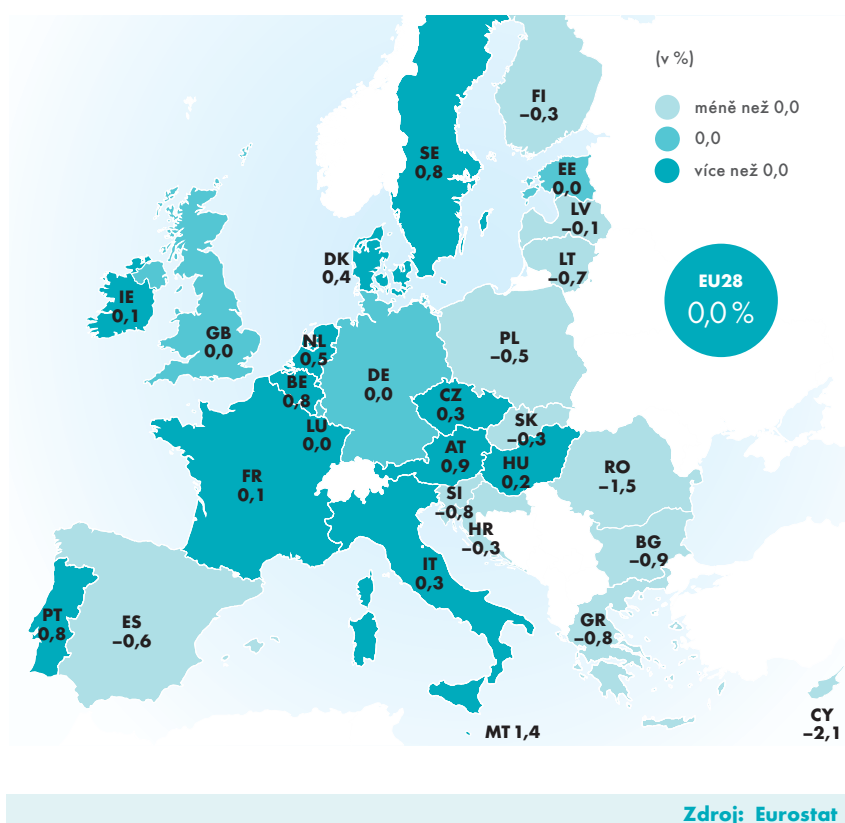 (v %)
méně než 0,0
0,0
více než 0,0
EU28
0,0 %
FI
−0,3
SE
0,8
EE
0,0
LV
−0,1
LT
−0,7
DK
0,4
IE
0,1
GB
0,0
NL
0,5
BE
0,8
LU
0,0
DE
0,0
PL
−0,5
CZ
0,3
SK
−0,3
AT
0,9
HU
0,2
RO
−1,5
FR
0,1
SI
−0,8
HR
−0,3
BG
−0,9
IT
0,3
PT
0,8
ES
−0,6
GR
−0,8
MT 1,4
CY
−2,1
Zdroj: Eurostat